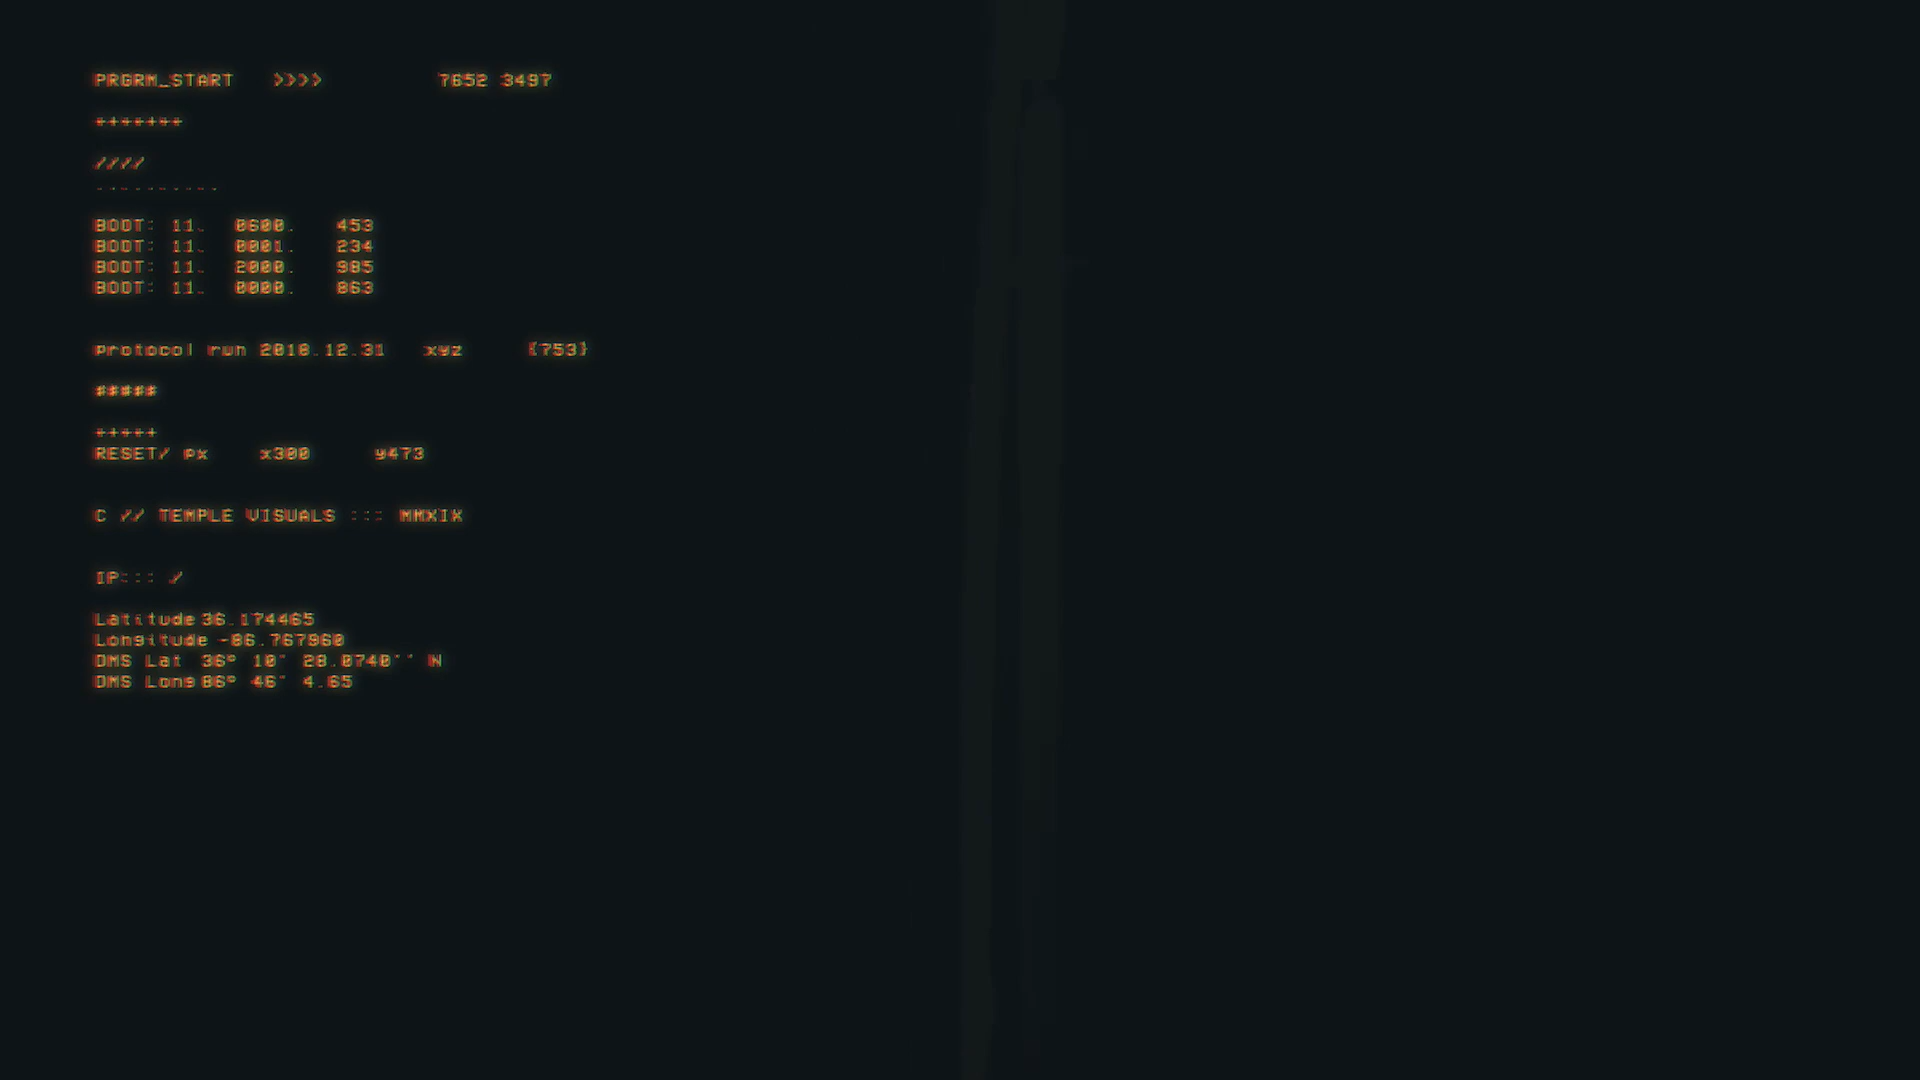 PRGRM_START >>>> 7652 3497
+++++++
////
----------
BOOT: 11. 0600. 453
BOOT: 11. 0001. 234
BOOT: 11. 2000. 985
BOOT: 11. 0000. 863
protocol run 2018.12.31 xyz {753}
#####
+++++
RESET/ px x300 y473
C // TEMPLE VISUALS ::: MMXIX
IP::: /
Latitude 36.174465
Longitude -86.767960
DMS Lat 36° 10' 28.0740'' N
DMS Long 86° 46' 4.65